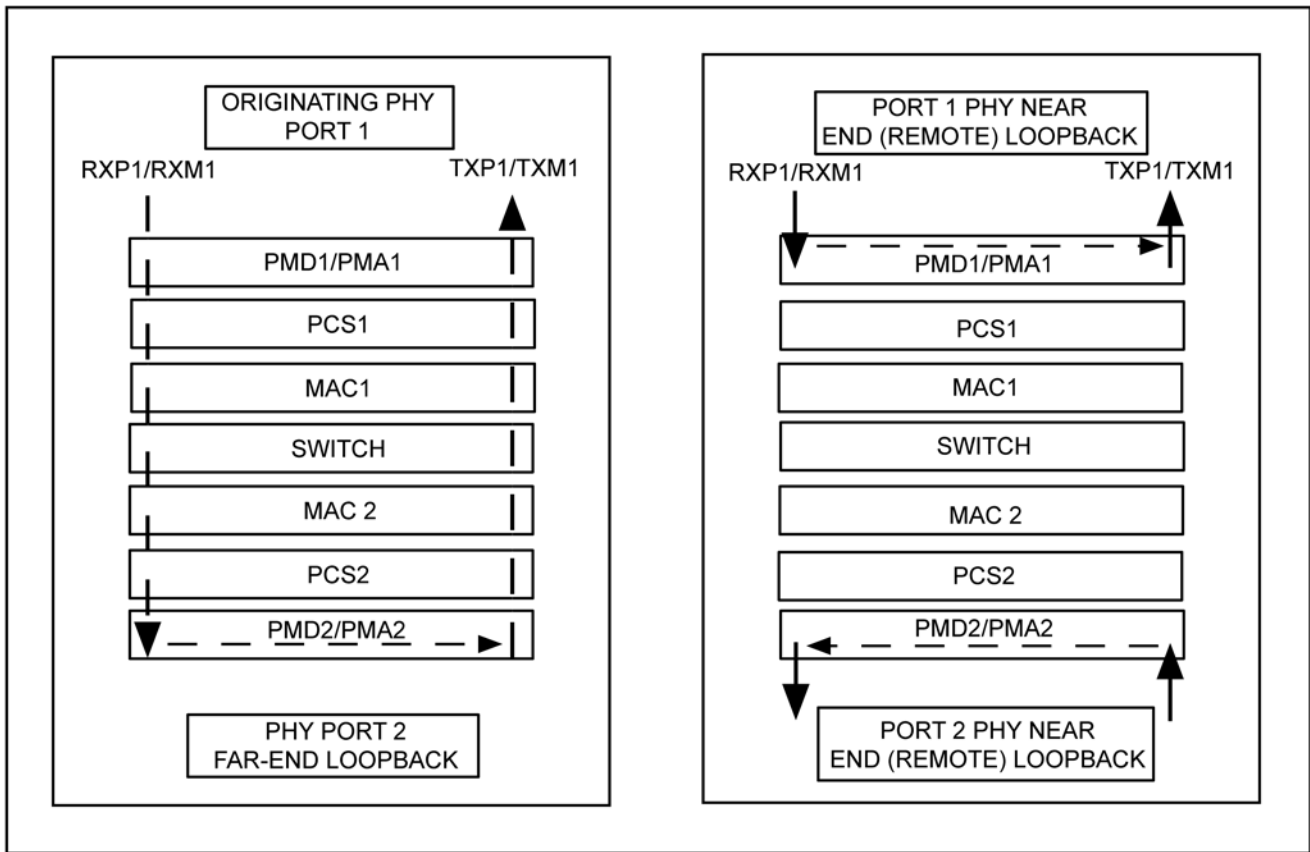 ORIGINATING PHY
PORT 1
RXP1/RXM1
TXP1/TXM1
PMD1/PMA1
PCS1
MAC1
SWITCH
MAC 2
PCS2
PMD2/PMA2
PHY PORT 2
FAR-END LOOPBACK
PORT 1 PHY NEAR
END (REMOTE) LOOPBACK
RXP1/RXM1
TXP1/TXM1
PMD1/PMA1
PCS1
MAC1
SWITCH
MAC 2
PCS2
PMD2/PMA2
PORT 2 PHY NEAR
END (REMOTE) LOOPBACK